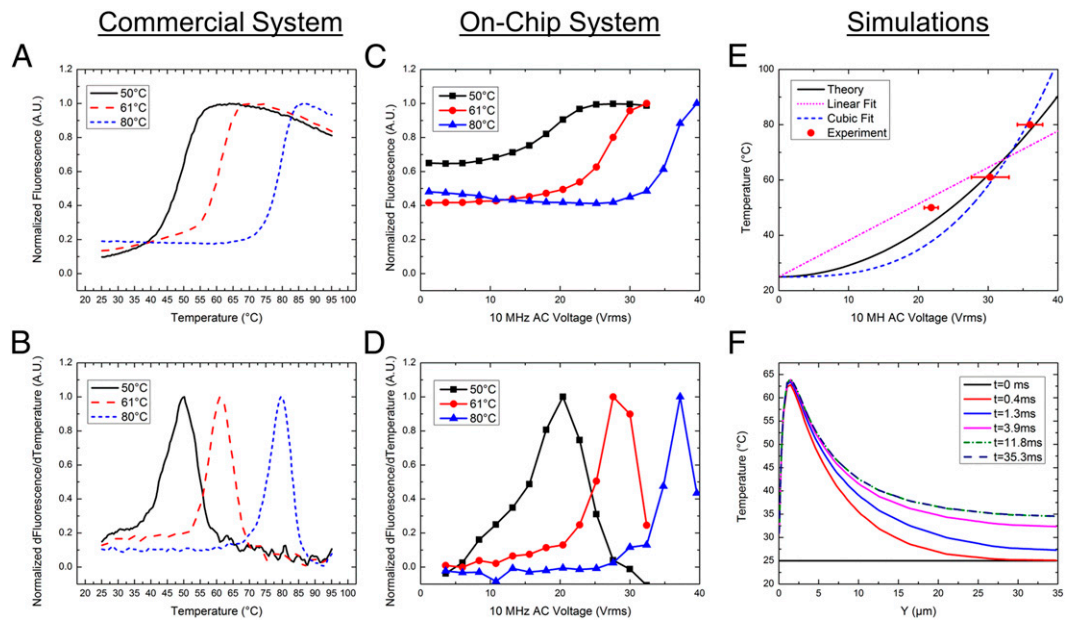 Commercial System
On-Chip System
Simulations
A
Normalized Fluorescence (A.U.)
1.2
1.0
0.8
0.6
0.4
0.2
0.0
50°C
61°C
80°C
20 25 30 35 40 45 50 55 60 65 70 75 80 85 90 95 100
Temperature (°C)
C
Normalized Fluorescence (A.U.)
1.2
1.0
0.8
0.6
0.4
0.2
0.0
50°C
61°C
80°C
0 10 20 30 40
10 MHz AC Voltage (Vrms)
E
Temperature (°C)
100
80
60
40
20
Theory
Linear Fit
Cubic Fit
Experiment
0 10 20 30 40
10 MH AC Voltage (Vrms)
B
Normalized dFluorescence/dTemperature (A.U.)
1.2
1.0
0.8
0.6
0.4
0.2
0.0
50°C
61°C
80°C
20 25 30 35 40 45 50 55 60 65 70 75 80 85 90 95 100
Temperature (°C)
D
Normalized dFluorescence/dTemperature (A.U.)
1.2
1.0
0.8
0.6
0.4
0.2
0.0
50°C
61°C
80°C
0 10 20 30 40
10 MHz AC Voltage (Vrms)
F
Temperature (°C)
65
60
55
50
45
40
35
30
25
20
t=0 ms
t=0.4ms
t=1.3ms
t=3.9ms
t=11.8ms
t=35.3ms
0 5 10 15 20 25 30 35
Y (µm)